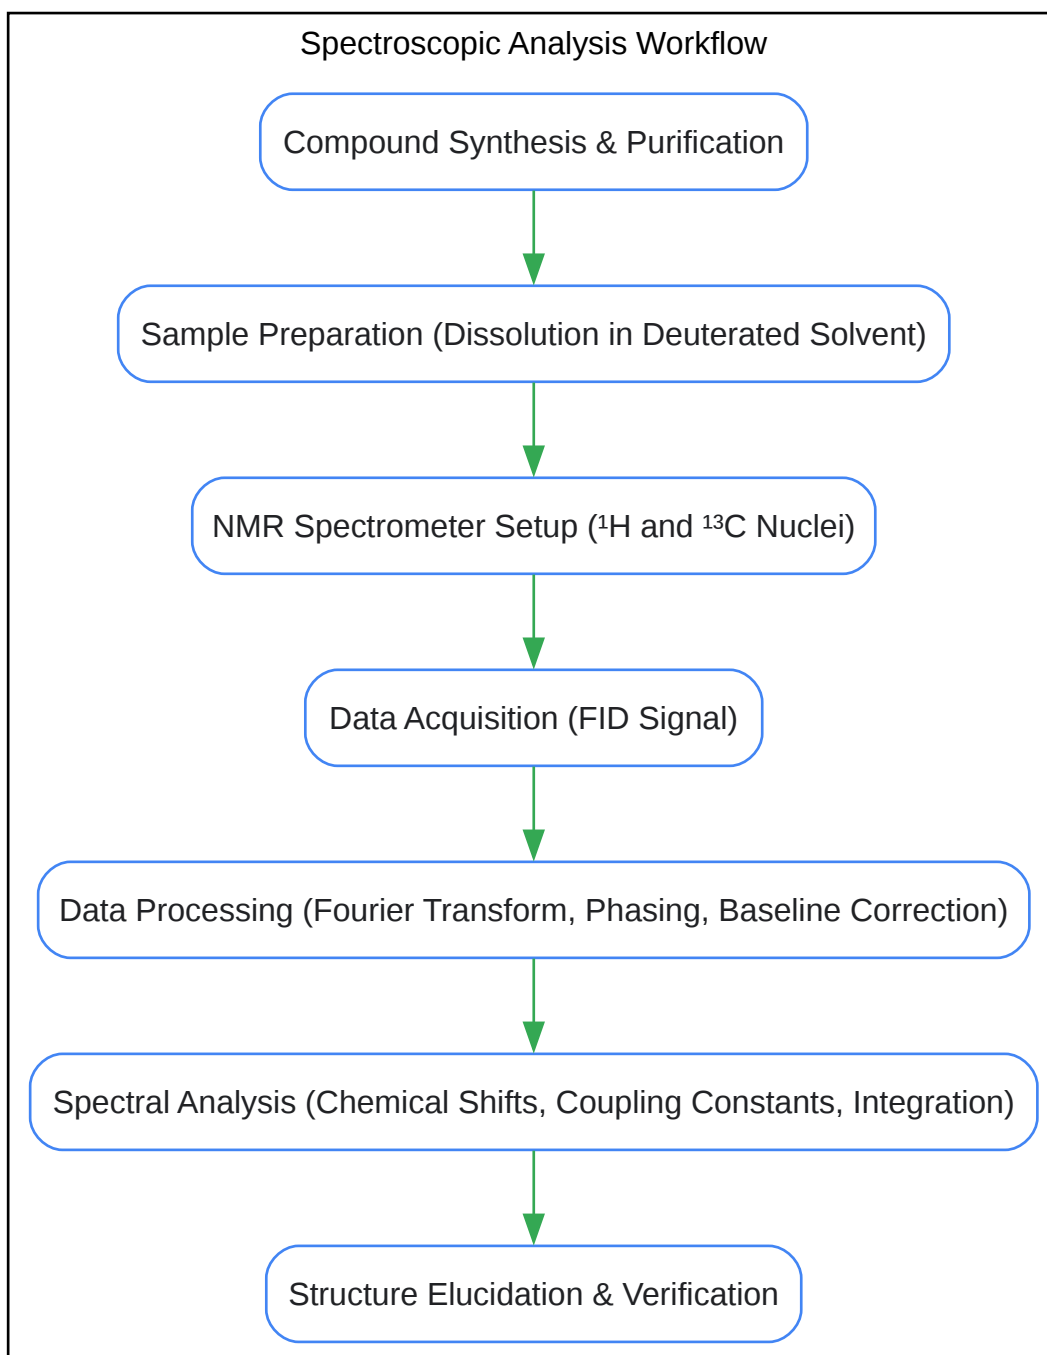 Spectroscopic Analysis Workflow
Compound Synthesis & Purification
Sample Preparation (Dissolution in Deuterated Solvent)
NMR Spectrometer Setup (¹H and ¹³C Nuclei)
Data Acquisition (FID Signal)
Data Processing (Fourier Transform, Phasing, Baseline Correction)
Spectral Analysis (Chemical Shifts, Coupling Constants, Integration)
Structure Elucidation & Verification